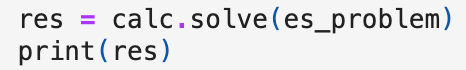 res = calc.solve(es_problem)
print(res)